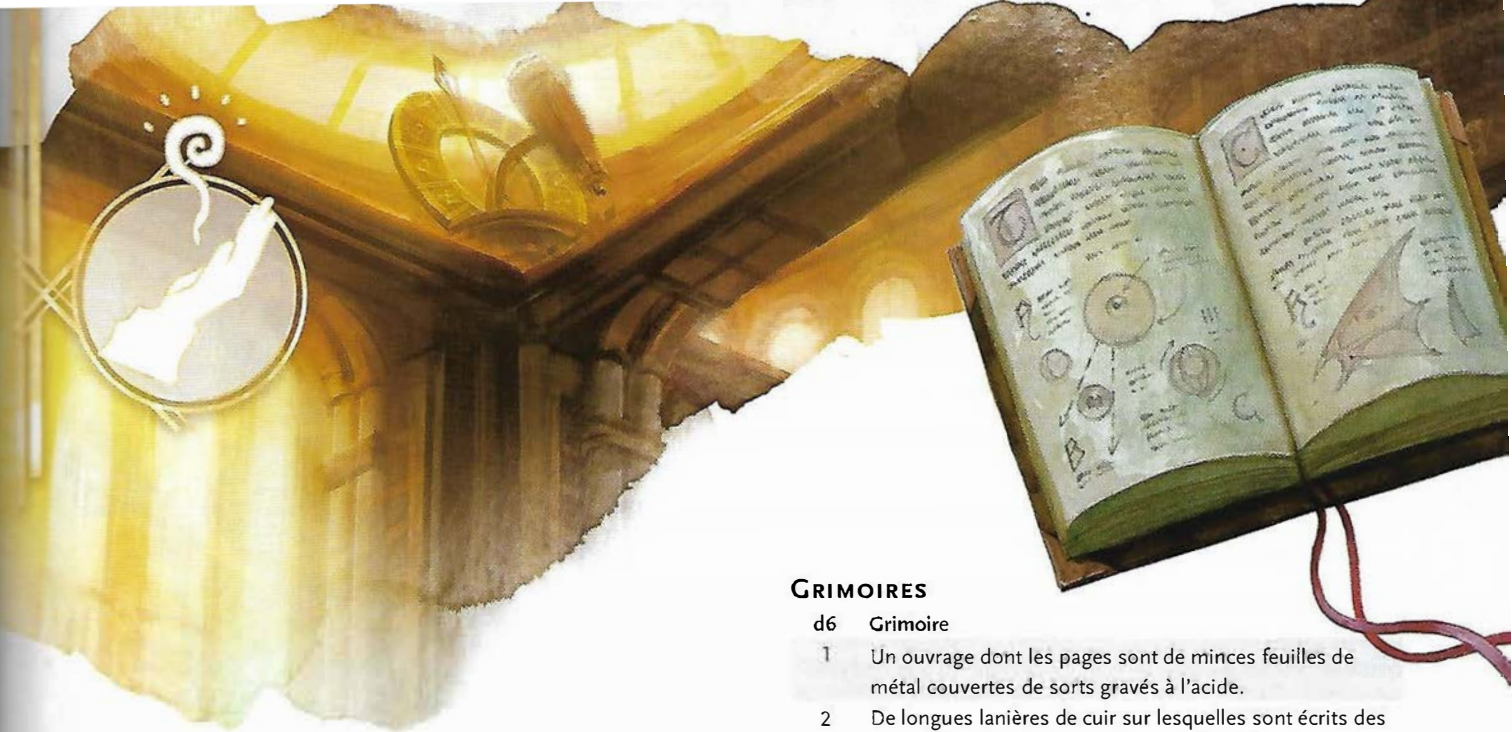 GRIMOIRES
d6 Grimoire
1 Un ouvrage dont les pages sont de minces feuilles de
métal couvertes de sorts gravés à l'acide.
2 De longues lanières de cuir sur lesquelles sont écrits des